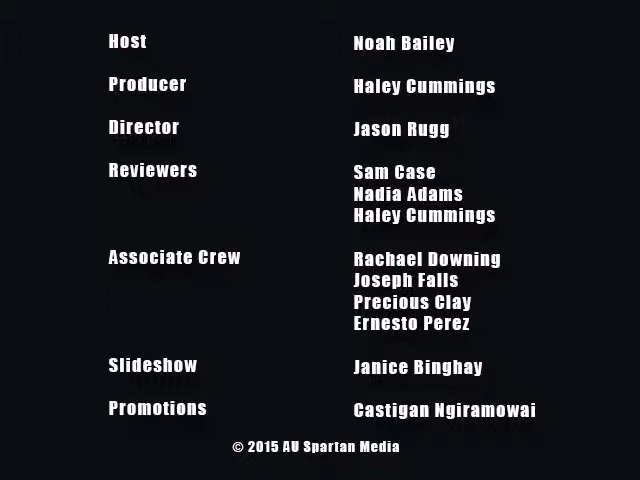 Host Noah Bailey
Producer Haley Cummings
Director Jason Rugg
Reviewers Sam Case
Nadia Adams
Haley Cummings
Associate Crew Rachael Downing
Joseph Falls
Precious Clay
Ernesto Perez
Slideshow Janice Binghay
Promotions Castigan Ngiramowai
© 2015 AU Spartan Media